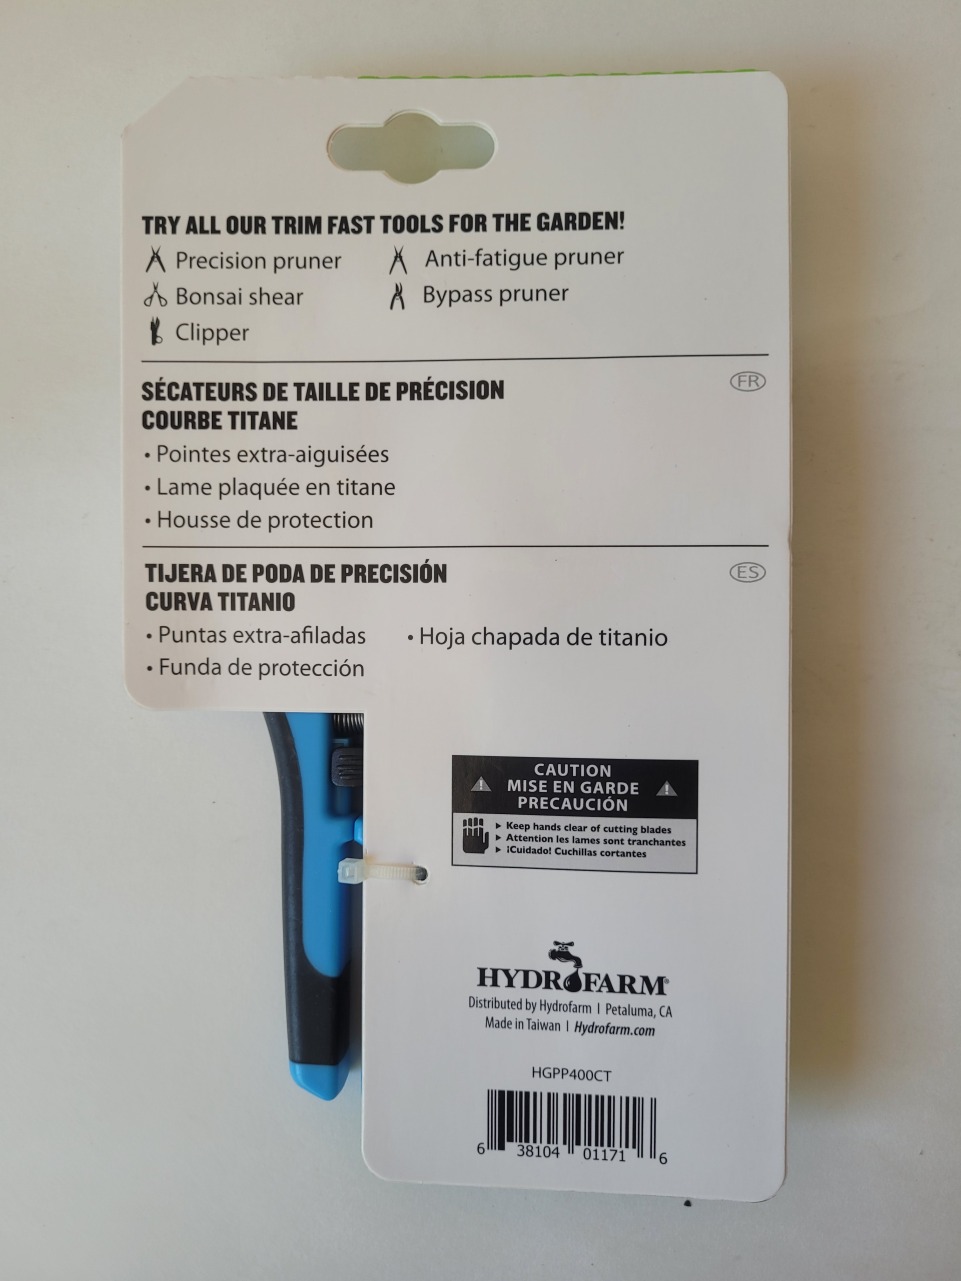 TRY ALL OUR TRIM FAST TOOLS FOR THE GARDEN!
Precision pruner
Anti-fatigue pruner
Bonsai shear
Bypass pruner
Clipper
SÉCATEURS DE TAILLE DE PRÉCISION
COURBE TITANE
FR
• Pointes extra-aiguisées
• Lame plaquée en titane
• Housse de protection
TIJERA DE PODA DE PRECISIÓN
CURVA TITANIO
ES
• Puntas extra-afiladas
• Hoja chapada de titanio
• Funda de protección
CAUTION
MISE EN GARDE
PRECAUCIÓN
Keep hands clear of cutting blades
Attention les lames sont tranchantes
¡Cuidado! Cuchillas cortantes
HYDROFARM®
Distributed by Hydrofarm | Petaluma, CA
Made in Taiwan | Hydrofarm.com
HGPP400CT
6 38104 01171 6